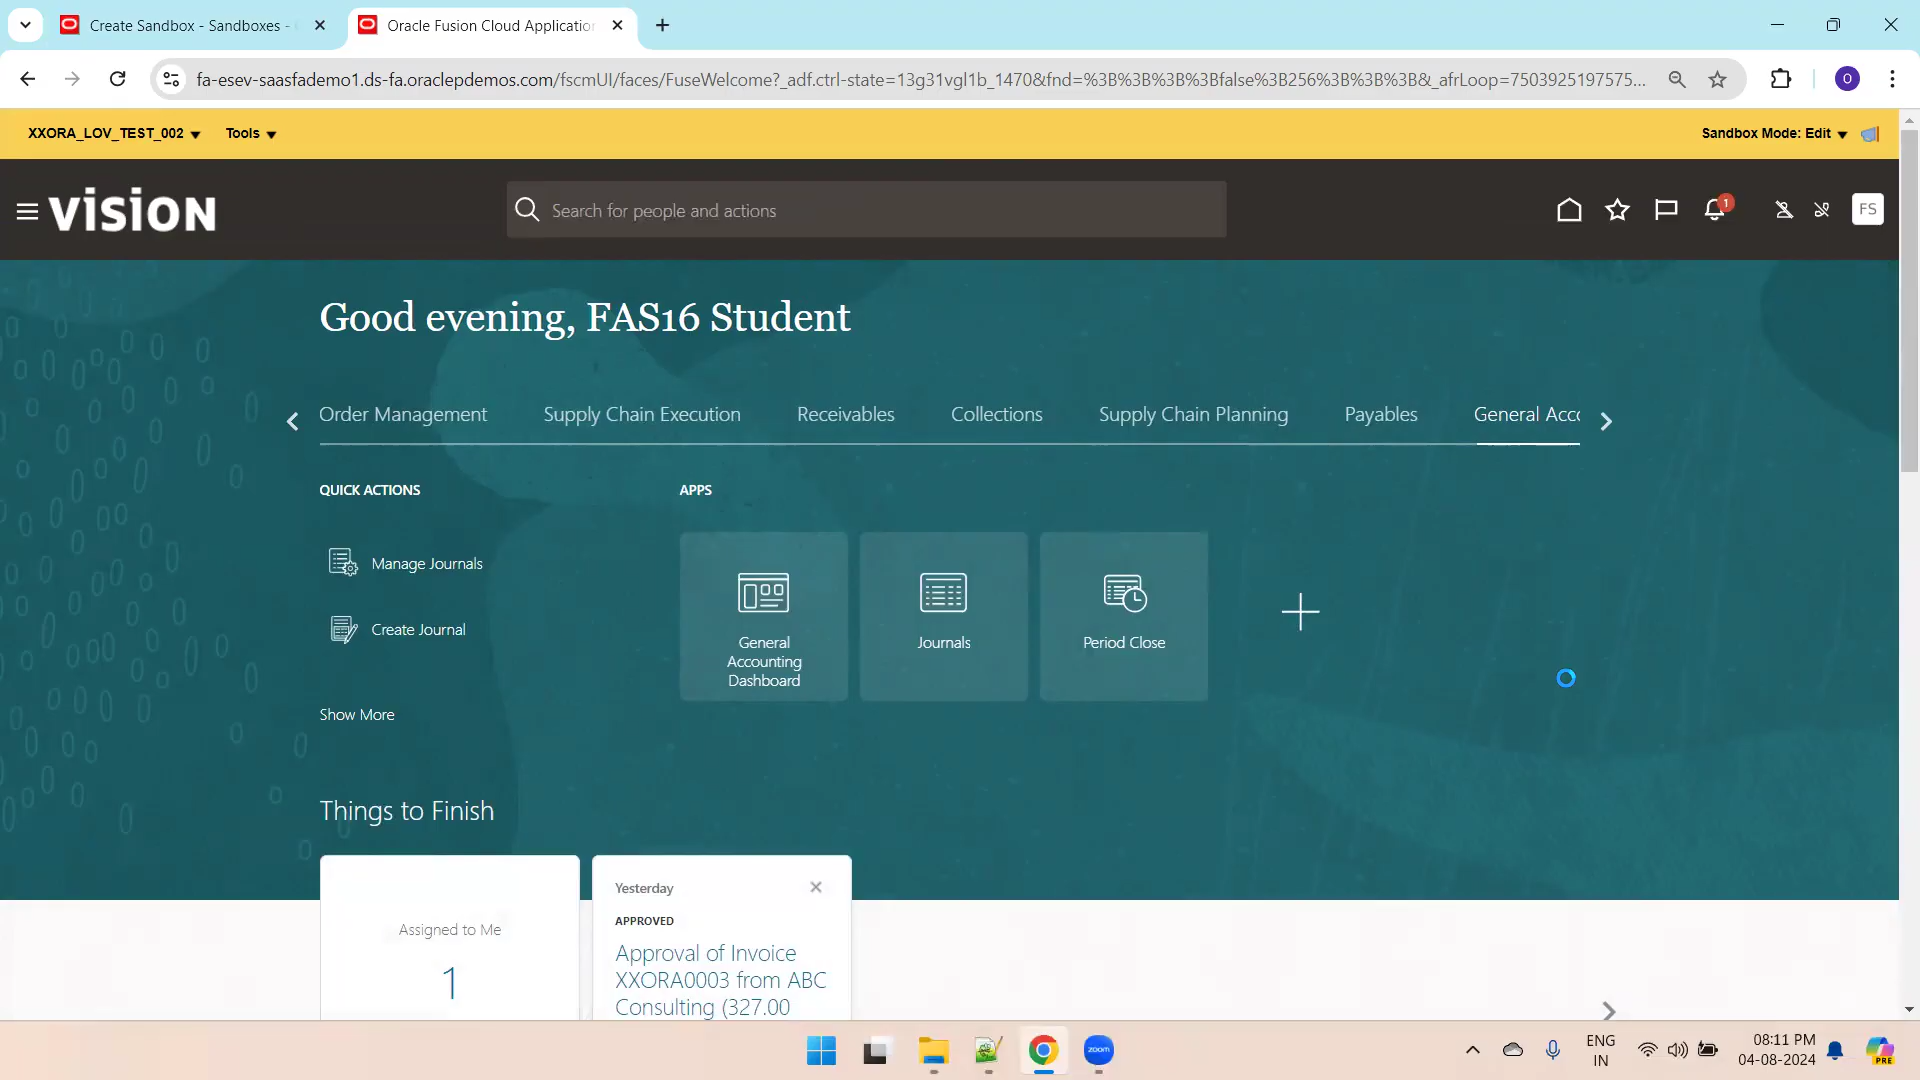 Create Sandbox - Sandboxes -
Oracle Fusion Cloud Application
fa-esev-saasfademo1.ds-fa.oraclepdemos.com/fscmUI/faces/FuseWelcome?_adf.ctrl-state=13g31vgl1b_1470&fnd=%3B%3B%3B%3Bfalse%3B256%3B%3B%3B&_afrLoop=7503925197575...
O
XXORA_LOV_TEST_002
Tools
Sandbox Mode: Edit
VISION
Search for people and actions
1
FS
Good evening, FAS16 Student
Order Management
Supply Chain Execution
Receivables
Collections
Supply Chain Planning
Payables
General Acco
QUICK ACTIONS
APPS
Manage Journals
Create Journal
Show More
General
Accounting
Dashboard
Journals
Period Close
Things to Finish
Assigned to Me
1
Yesterday
APPROVED
Approval of Invoice
XXORA0003 from ABC
Consulting (327.00
zoom
ENG
IN
08:11 PM
04-08-2024
PRE